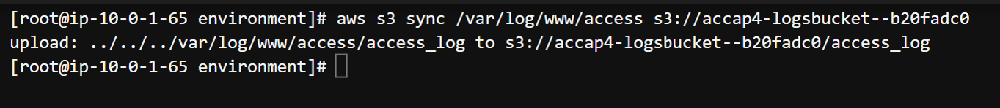 [root@ip-10-0-1-65 environment]# aws s3 sync /var/log/www/access s3://accap4-logsbucket--b20fadc0
upload: ../../../var/log/www/access/access_log to s3://accap4-logsbucket--b20fadc0/access_log
[root@ip-10-0-1-65 environment]#